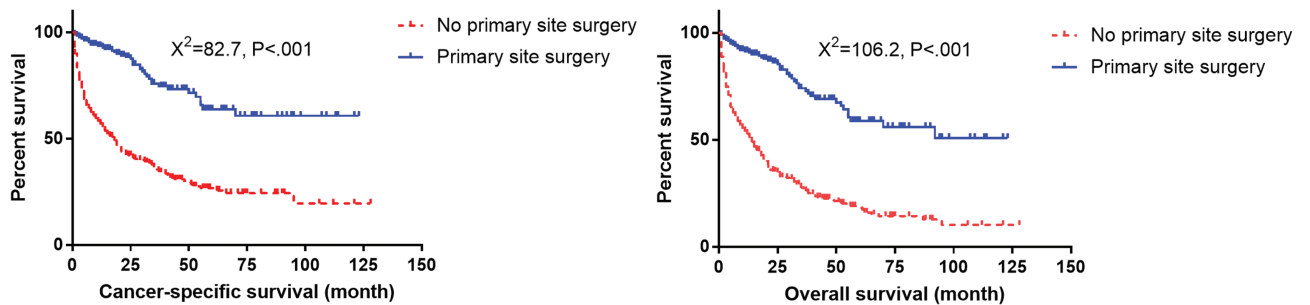 No primary site surgery
Primary site surgery
X2=82.7, P<.001
Percent survival
100
50
0
0 25 50 75 100 125 150
Cancer-specific survival (month)
No primary site surgery
Primary site surgery
X2=106.2, P<.001
Percent survival
100
50
0
0 25 50 75 100 125 150
Overall survival (month)